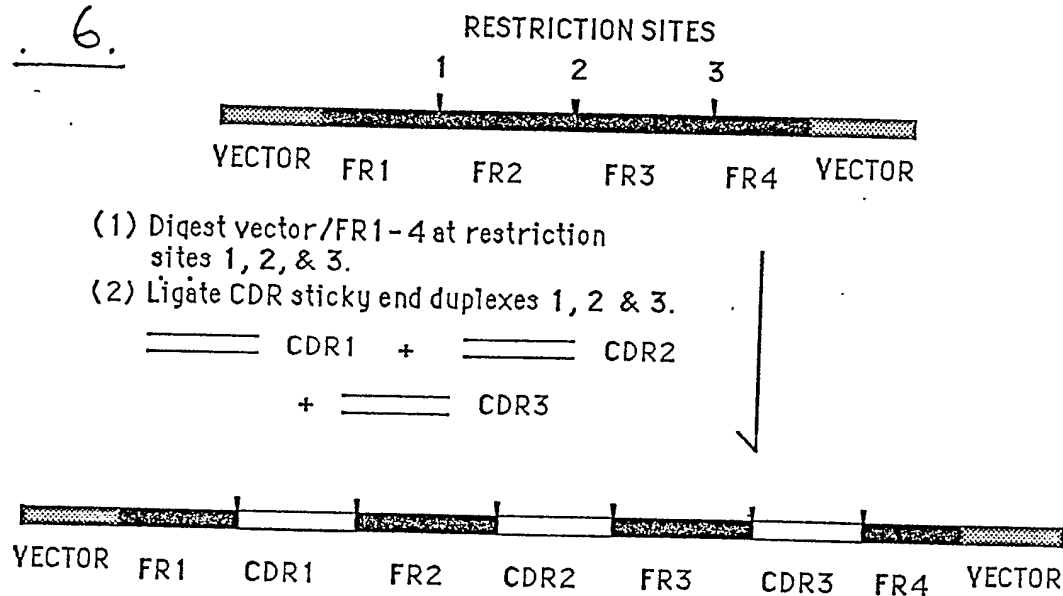 . 6.
RESTRICTION SITES
1 2 3
VECTOR FR1 FR2 FR3 FR4 VECTOR
(1) Digest vector/FR1-4 at restriction
sites 1, 2, & 3.
(2) Ligate CDR sticky end duplexes 1, 2 & 3.
CDR1 + CDR2
+ CDR3
VECTOR FR1 CDR1 FR2 CDR2 FR3 CDR3 FR4 VECTOR